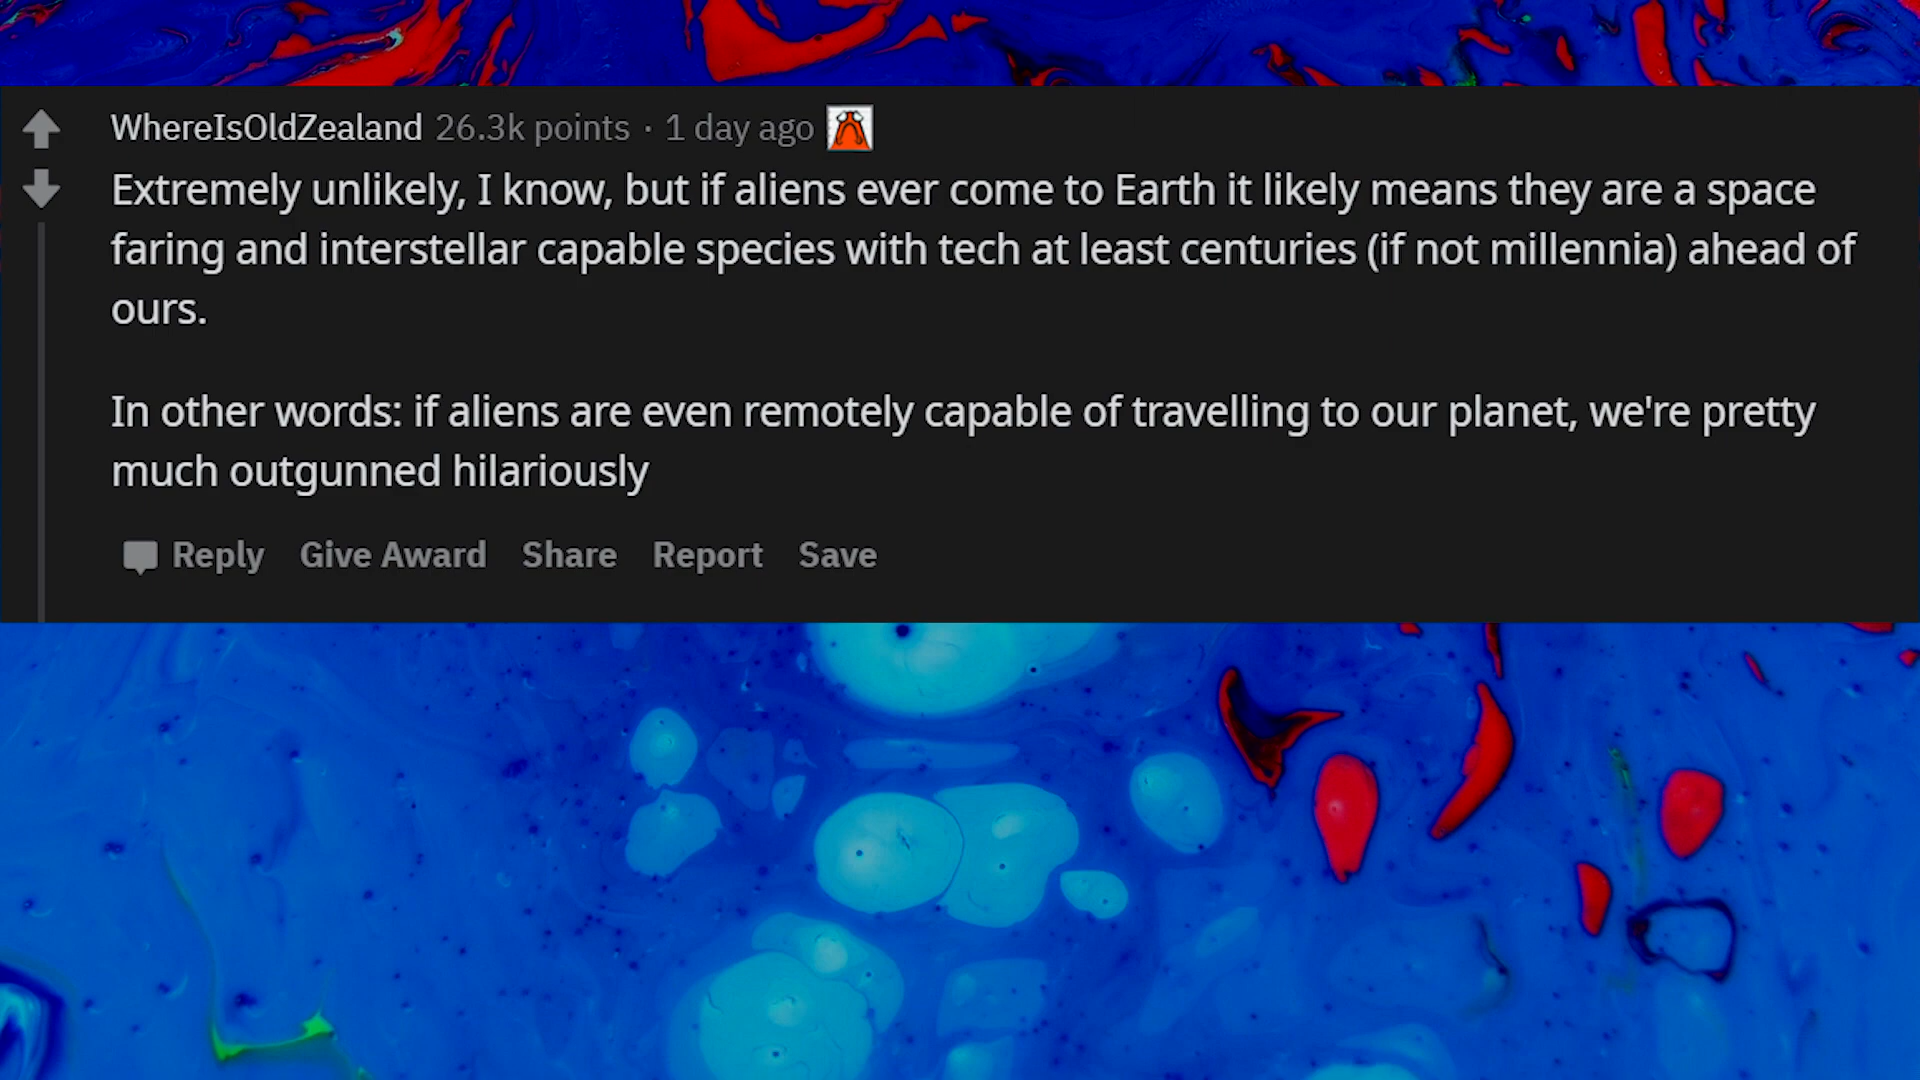 WhereIsOldZealand 26.3k points · 1 day ago
Extremely unlikely, I know, but if aliens ever come to Earth it likely means they are a space
faring and interstellar capable species with tech at least centuries (if not millennia) ahead of
ours.
In other words: if aliens are even remotely capable of travelling to our planet, we're pretty
much outgunned hilariously
Reply Give Award Share Report Save